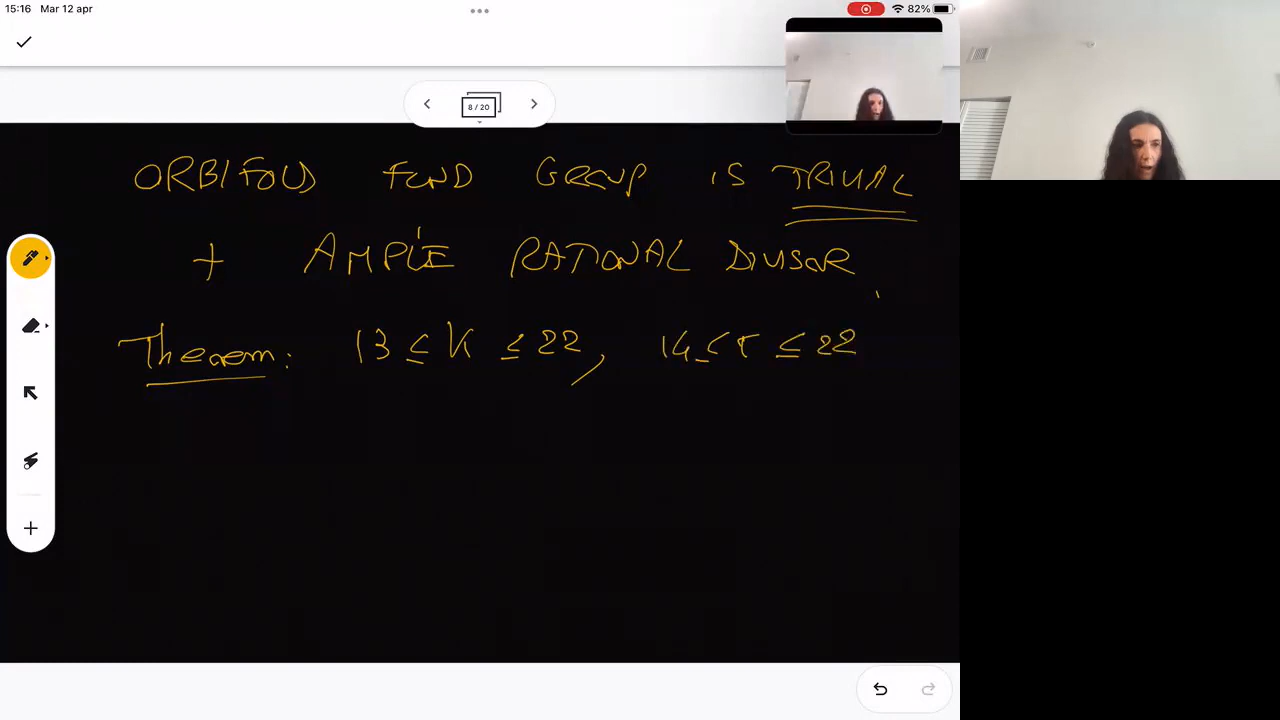 15:16 Mar 12 apr
82%
8 / 20
ORBIFOLD FUND GROUP IS TRIVIAL
+ AMPLE RATIONAL DIVISOR
Theorem: 13 ≤ K ≤ 22, 14 ≤ r ≤ 22